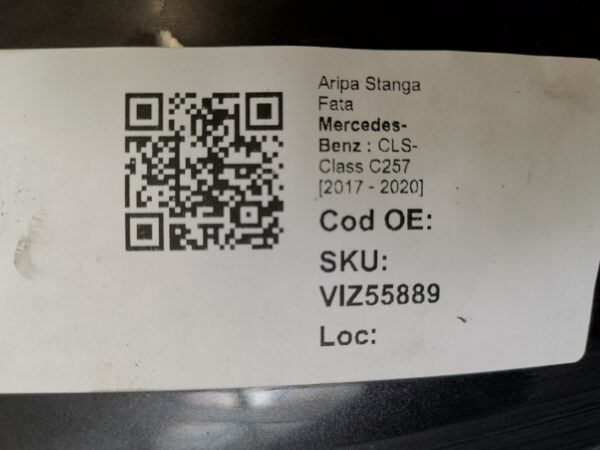 Aripa Stanga
Fata
Mercedes-
Benz : CLS-
Class C257
[2017 - 2020]
Cod OE:
SKU:
VIZ55889
Loc: